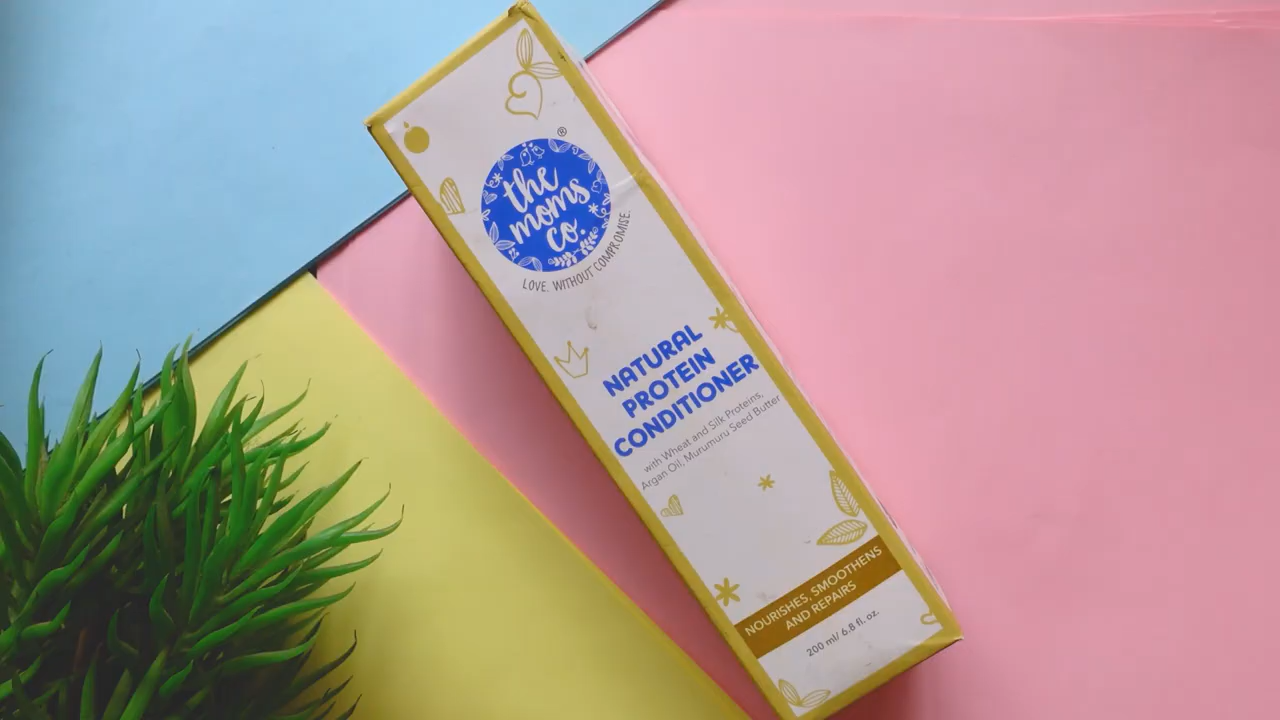 ®
the
moms
co.
LOVE. WITHOUT COMPROMISE.
NATURAL
PROTEIN
CONDITIONER
with Wheat and Silk Proteins,
Argan Oil, Murumuru Seed Butter
NOURISHES, SMOOTHENS
AND REPAIRS
200 ml/ 6.8 fl. oz.